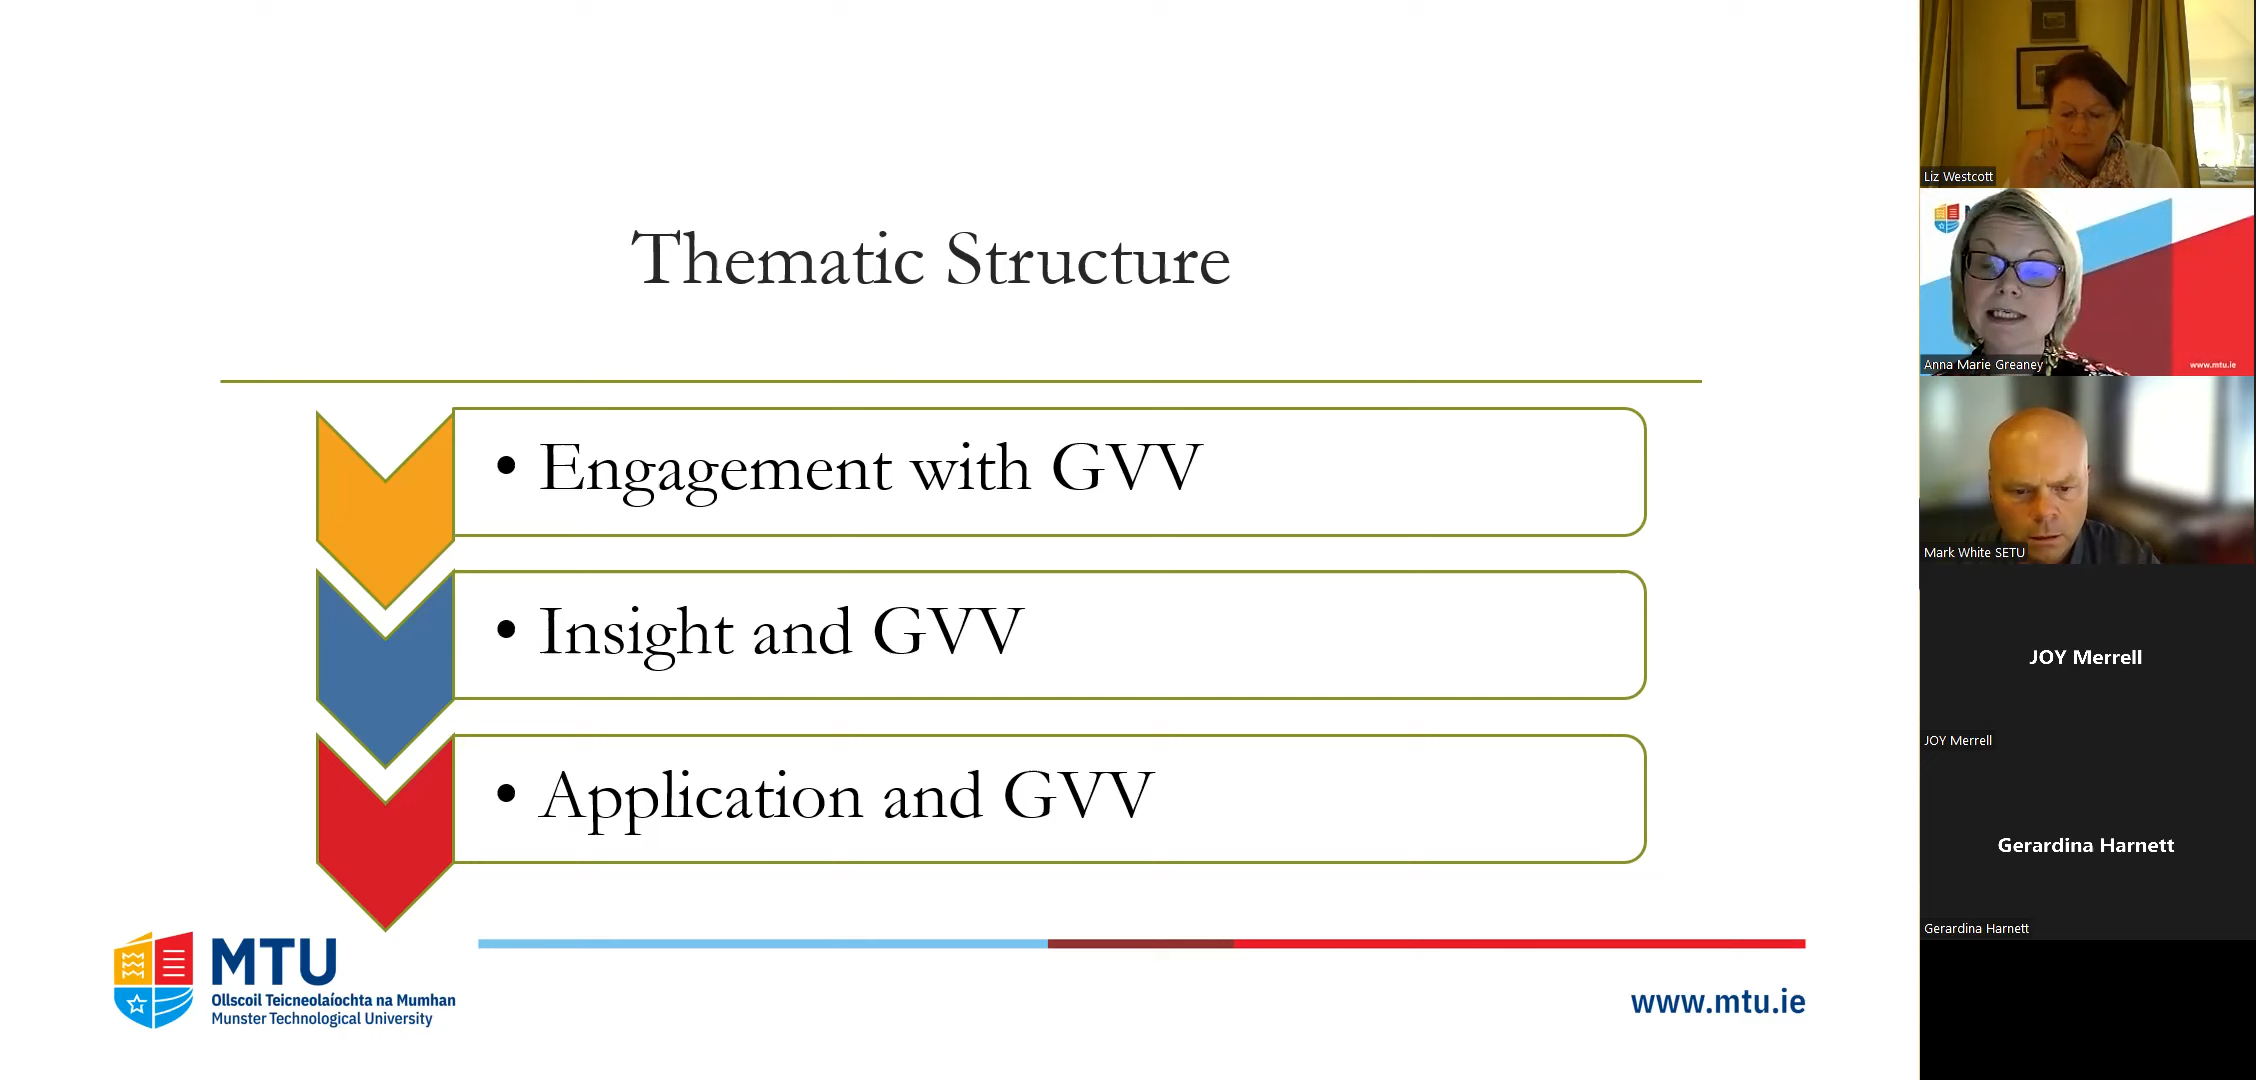 Thematic Structure
• Engagement with GVV
• Insight and GVV
• Application and GVV
MTU
Ollscoil Teicneolaíochta na Mumhan
Munster Technological University
www.mtu.ie
Liz Westcott
www.mtu.ie
Anna Marie Greaney
Mark White SETU
JOY Merrell
JOY Merrell
Gerardina Harnett
Gerardina Harnett